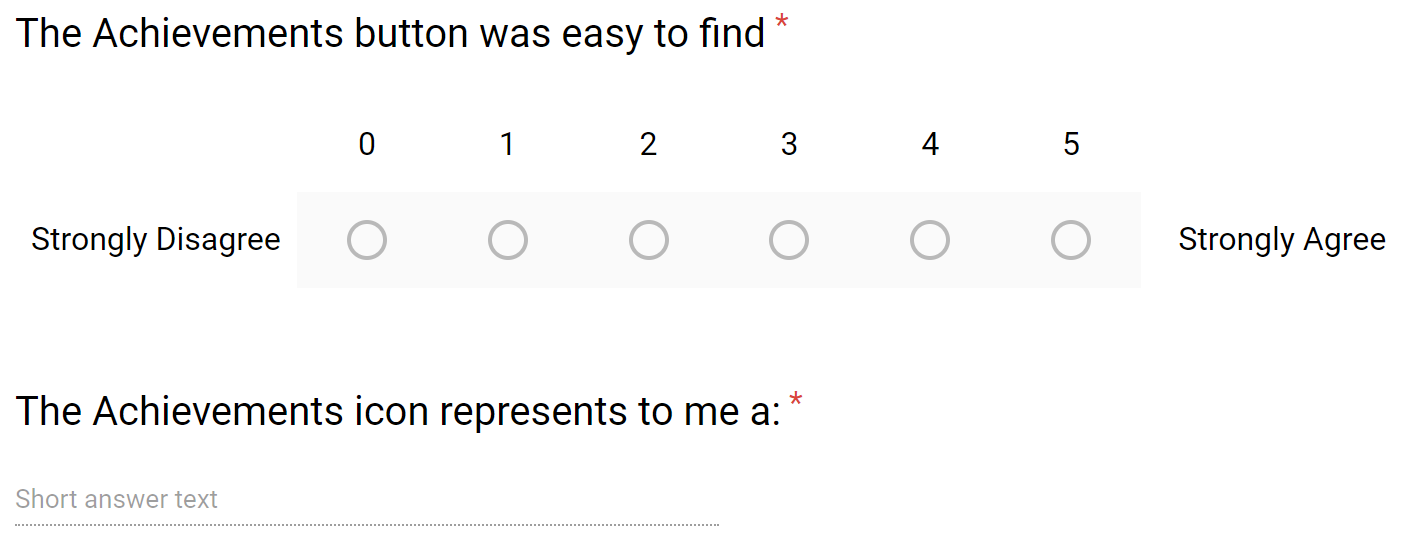 The Achievements button was easy to find *
0 1 2 3 4 5
Strongly Disagree Strongly Agree
The Achievements icon represents to me a: *
Short answer text